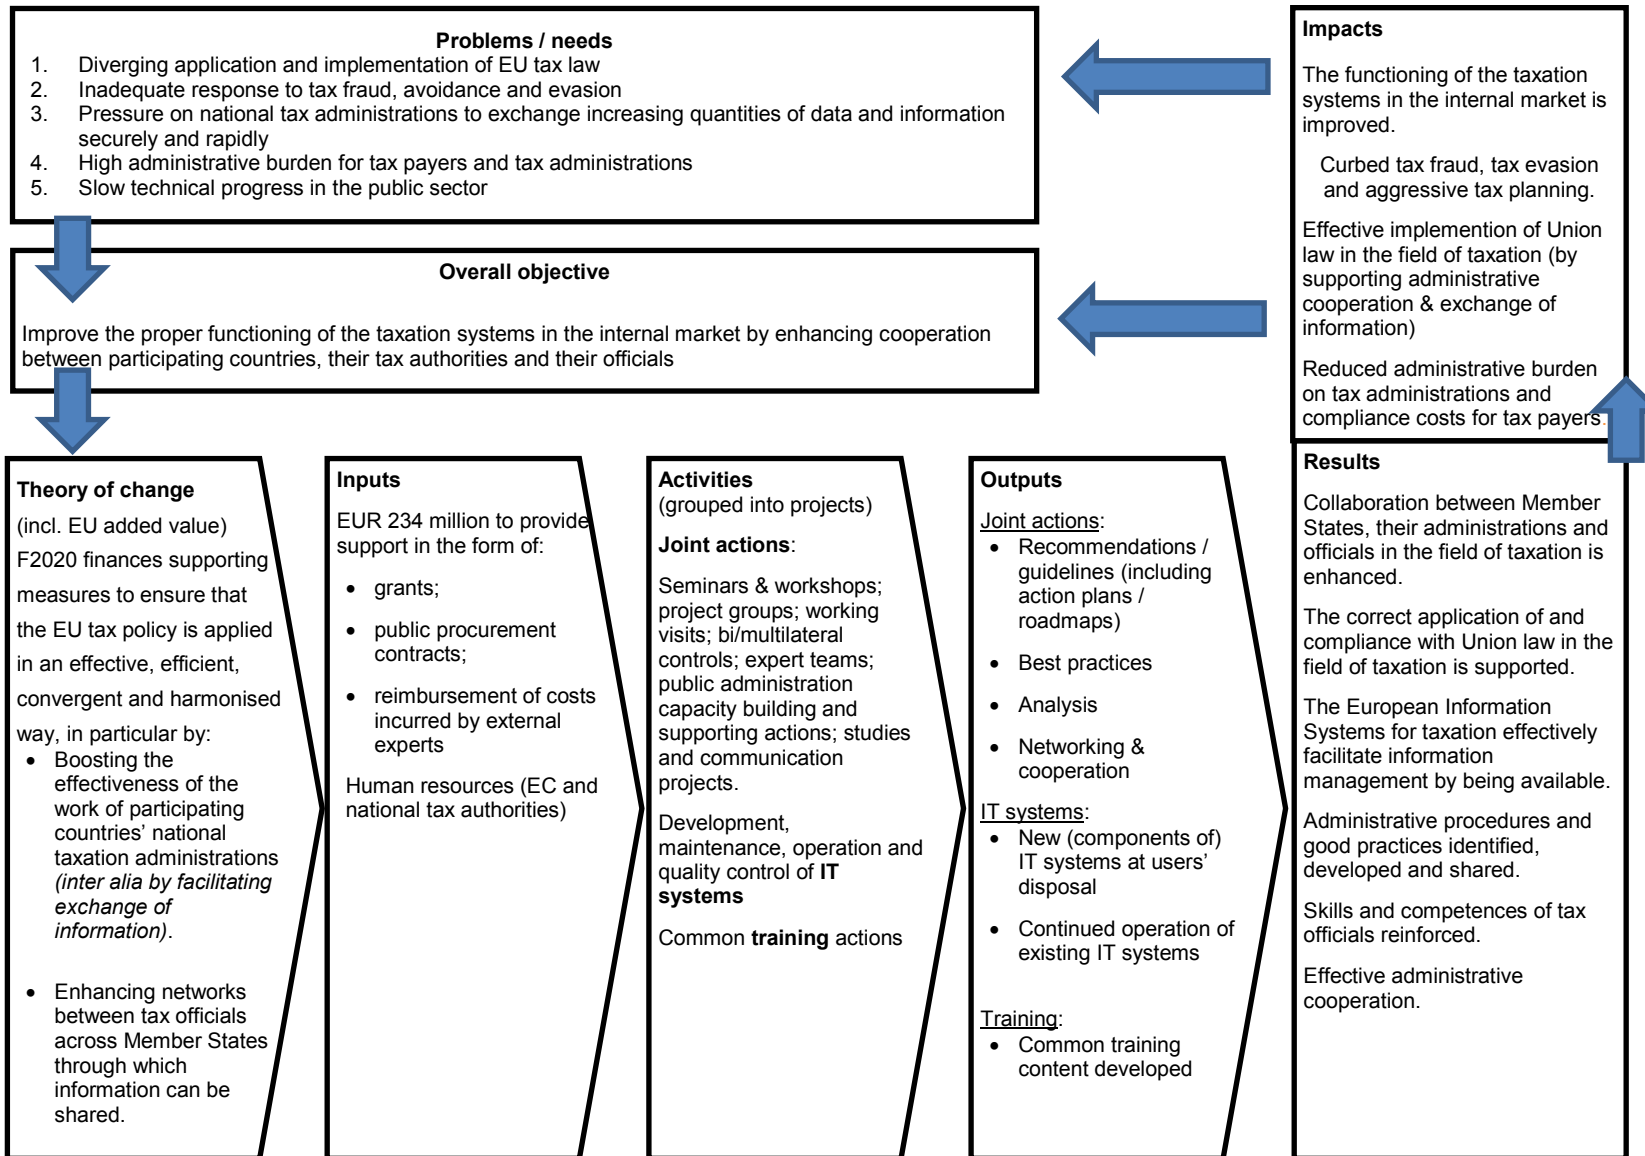 Problems / needs
1. Diverging application and implementation of EU tax law
2. Inadequate response to tax fraud, avoidance and evasion
3. Pressure on national tax administrations to exchange increasing quantities of data and information
securely and rapidly
4. High administrative burden for tax payers and tax administrations
5. Slow technical progress in the public sector
Overall objective
Improve the proper functioning of the taxation systems in the internal market by enhancing cooperation
between participating countries, their tax authorities and their officials
Theory of change
(incl. EU added value)
F2020 finances supporting
measures to ensure that
the EU tax policy is applied
in an effective, efficient,
convergent and harmonised
way, in particular by:
• Boosting the
effectiveness of the
work of participating
countries' national
taxation administrations
(inter alia by facilitating
exchange of
information).
• Enhancing networks
between tax officials
across Member States
through which
information can be
shared.
Inputs
EUR 234 million to provide
support in the form of:
• grants;
• public procurement
contracts;
• reimbursement of costs
incurred by external
experts
Human resources (EC and
national tax authorities)
Activities
(grouped into projects)
Joint actions:
Seminars & workshops;
project groups; working
visits; bi/multilateral
controls; expert teams;
public administration
capacity building and
supporting actions; studies
and communication
projects.
Development,
maintenance, operation and
quality control of IT
systems
Common training actions
Outputs
Joint actions:
• Recommendations /
guidelines (including
action plans /
roadmaps)
• Best practices
• Analysis
• Networking &
cooperation
IT systems:
• New (components of)
IT systems at users'
disposal
• Continued operation of
existing IT systems
Training:
• Common training
content developed
Impacts
The functioning of the taxation
systems in the internal market is
improved.
Curbed tax fraud, tax evasion
and aggressive tax planning.
Effective implemention of Union
law in the field of taxation (by
supporting administrative
cooperation & exchange of
information)
Reduced administrative burden
on tax administrations and
compliance costs for tax payers.
Results
Collaboration between Member
States, their administrations and
officials in the field of taxation is
enhanced.
The correct application of and
compliance with Union law in the
field of taxation is supported.
The European Information
Systems for taxation effectively
facilitate information
management by being available.
Administrative procedures and
good practices identified,
developed and shared.
Skills and competences of tax
officials reinforced.
Effective administrative
cooperation.